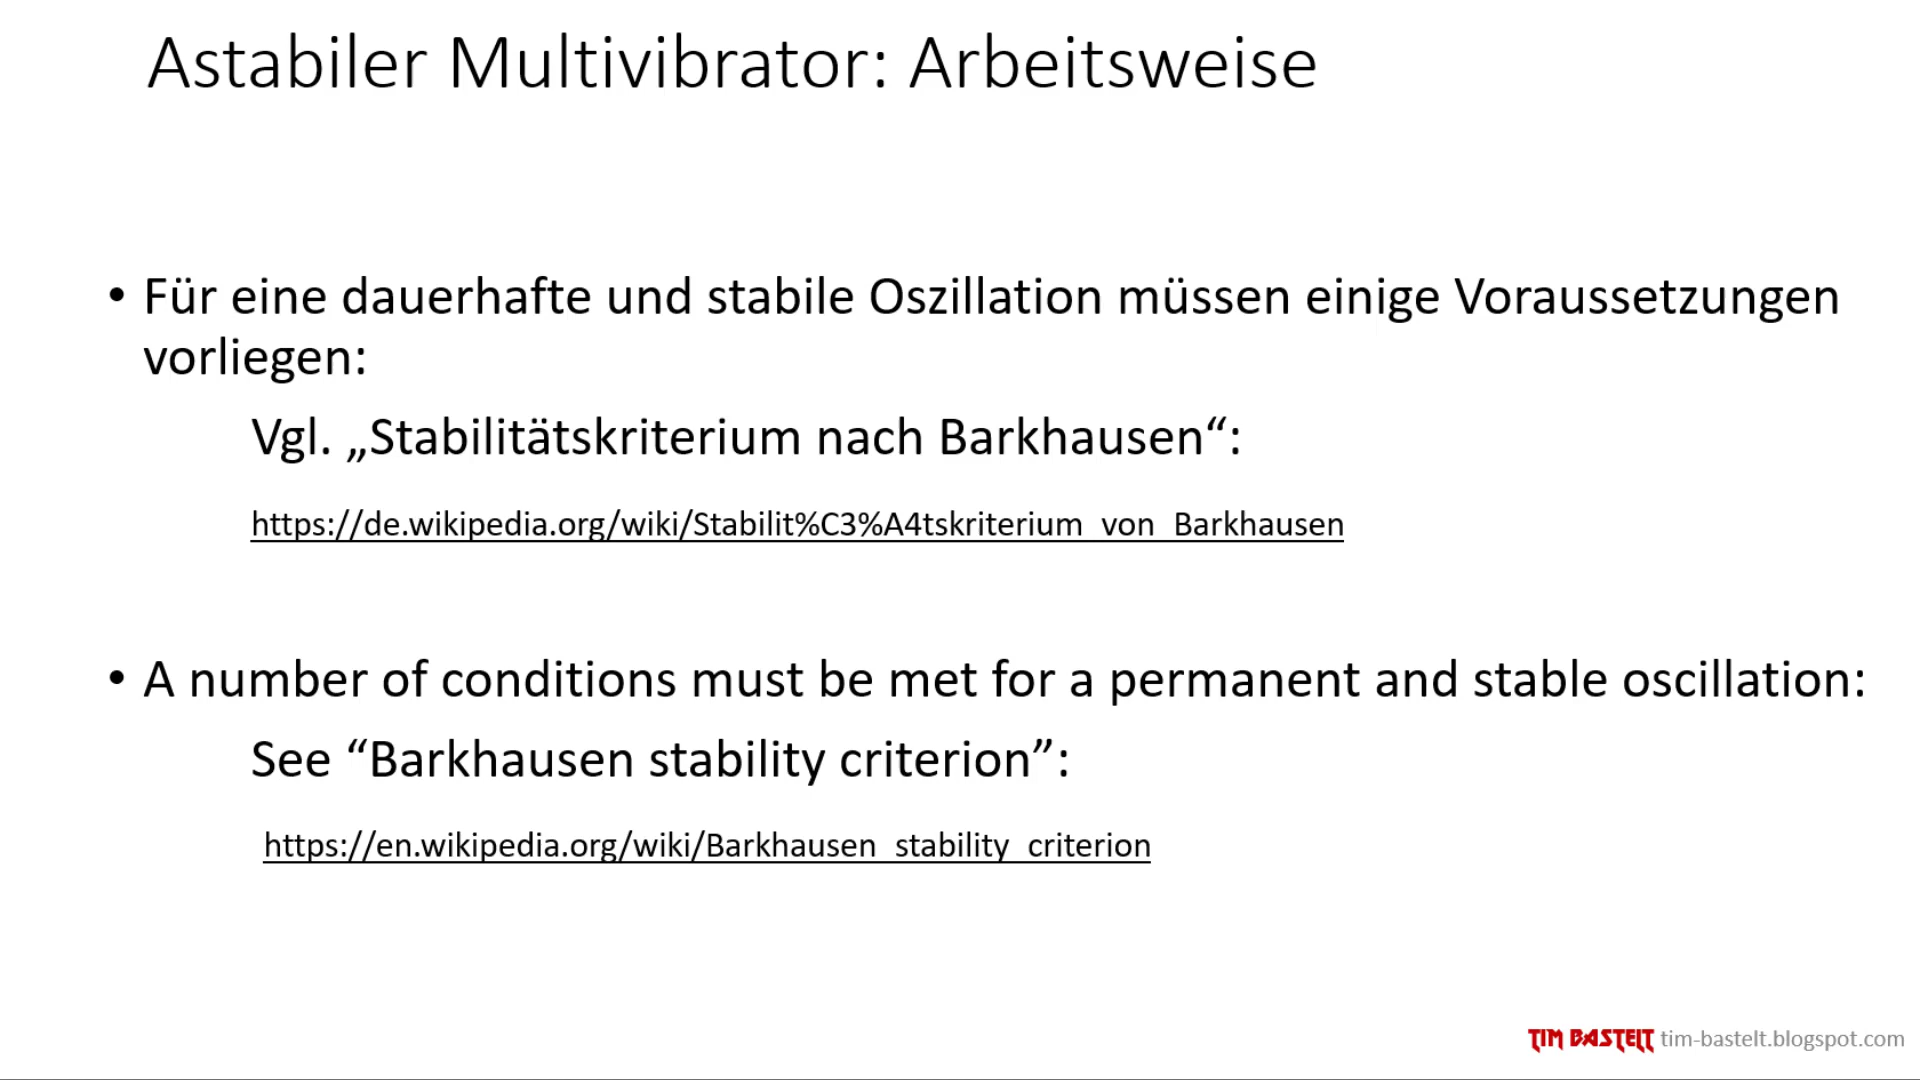 Astabiler Multivibrator: Arbeitsweise
• Für eine dauerhafte und stabile Oszillation müssen einige Voraussetzungen
vorliegen:
Vgl. „Stabilitätskriterium nach Barkhausen“:
https://de.wikipedia.org/wiki/Stabilit%C3%A4tskriterium_von_Barkhausen
• A number of conditions must be met for a permanent and stable oscillation:
See “Barkhausen stability criterion”:
https://en.wikipedia.org/wiki/Barkhausen_stability_criterion
TIM BASTELT tim-bastelt.blogspot.com